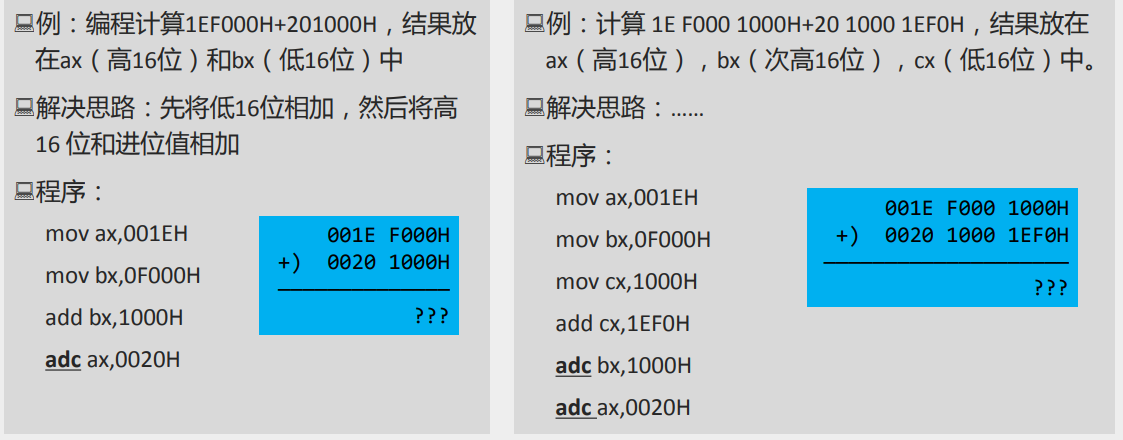 例：编程计算1EF000H+201000H，结果放
在ax（高16位）和bx（低16位）中
解决思路：先将低16位相加，然后将高
16 位和进位值相加
程序：
mov ax,001EH
mov bx,0F000H
add bx,1000H
adc ax,0020H
001E F000H
+) 0020 1000H
???
例：计算 1E F000 1000H+20 1000 1EF0H，结果放在
ax（高16位），bx（次高16位），cx（低16位）中。
解决思路：……
程序：
mov ax,001EH
mov bx,0F000H
mov cx,1000H
add cx,1EF0H
adc bx,1000H
adc ax,0020H
001E F000 1000H
+) 0020 1000 1EF0H
???